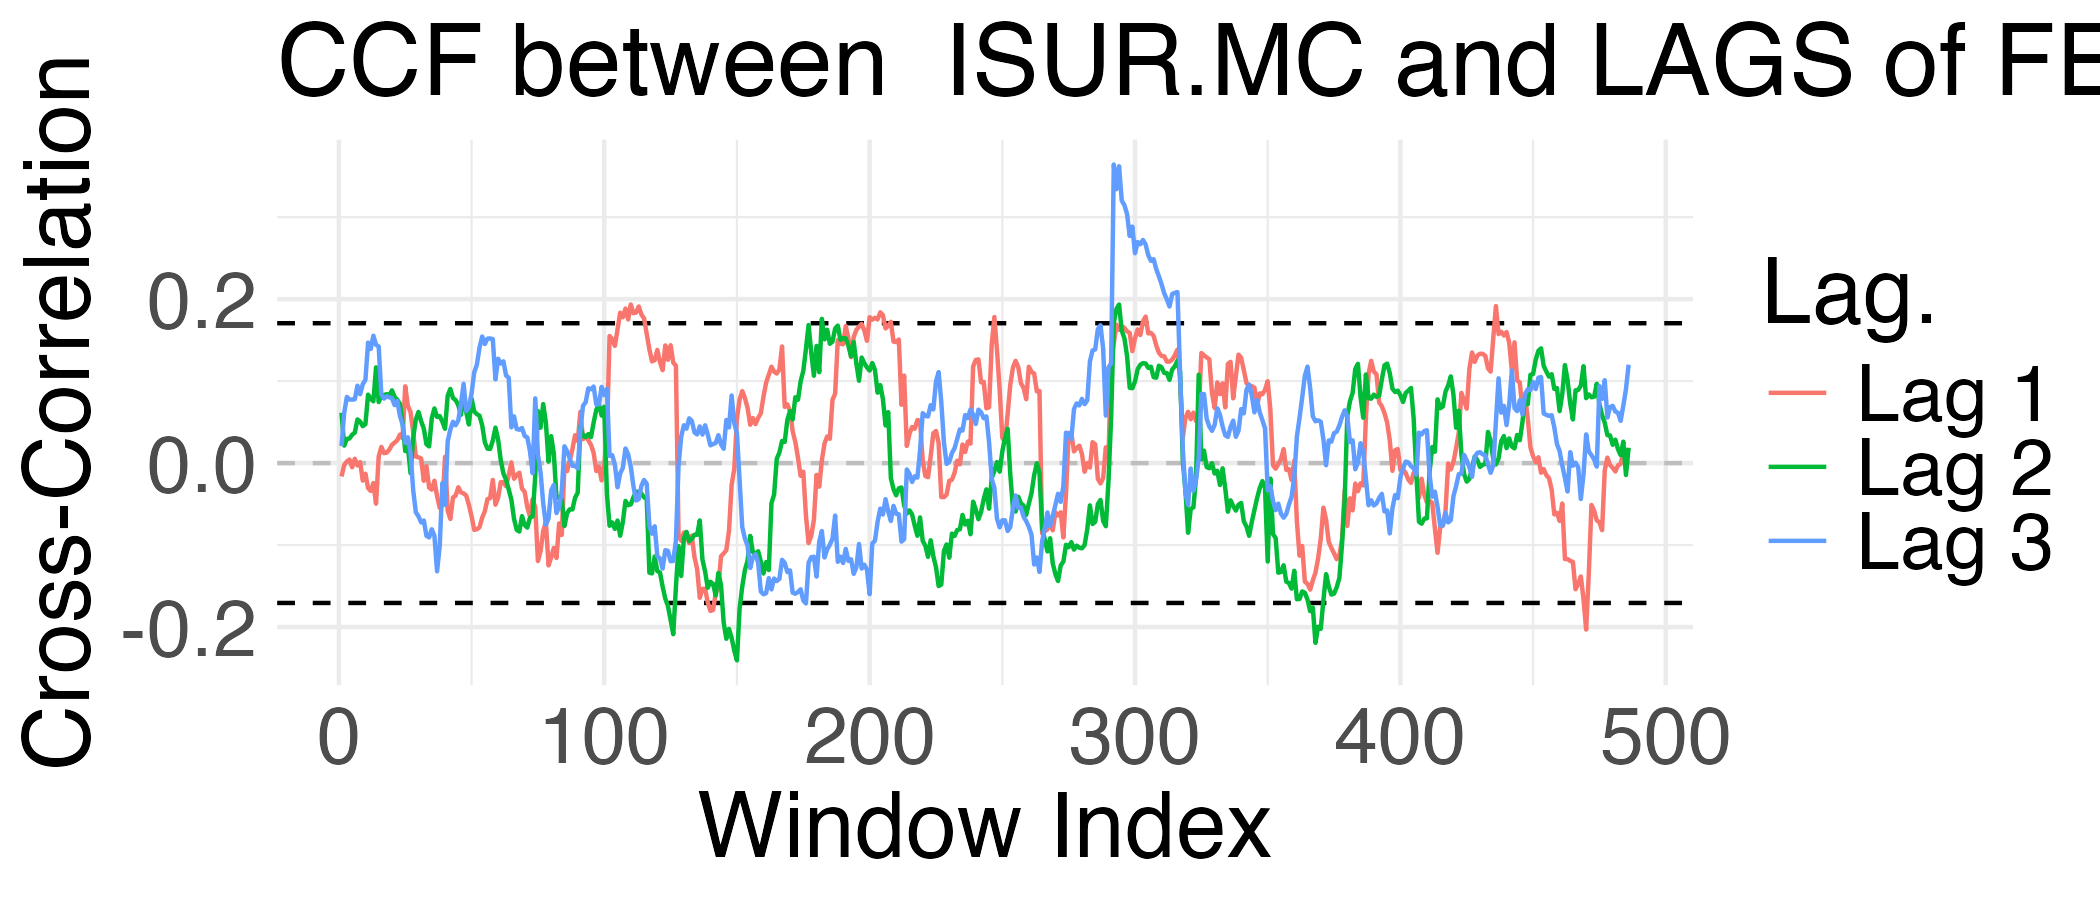 CCF between ISUR.MC and LAGS of FE
Cross-Correlation
0.2
0.0
-0.2
0 100 200 300 400 500
Window Index
Lag.
Lag 1
Lag 2
Lag 3